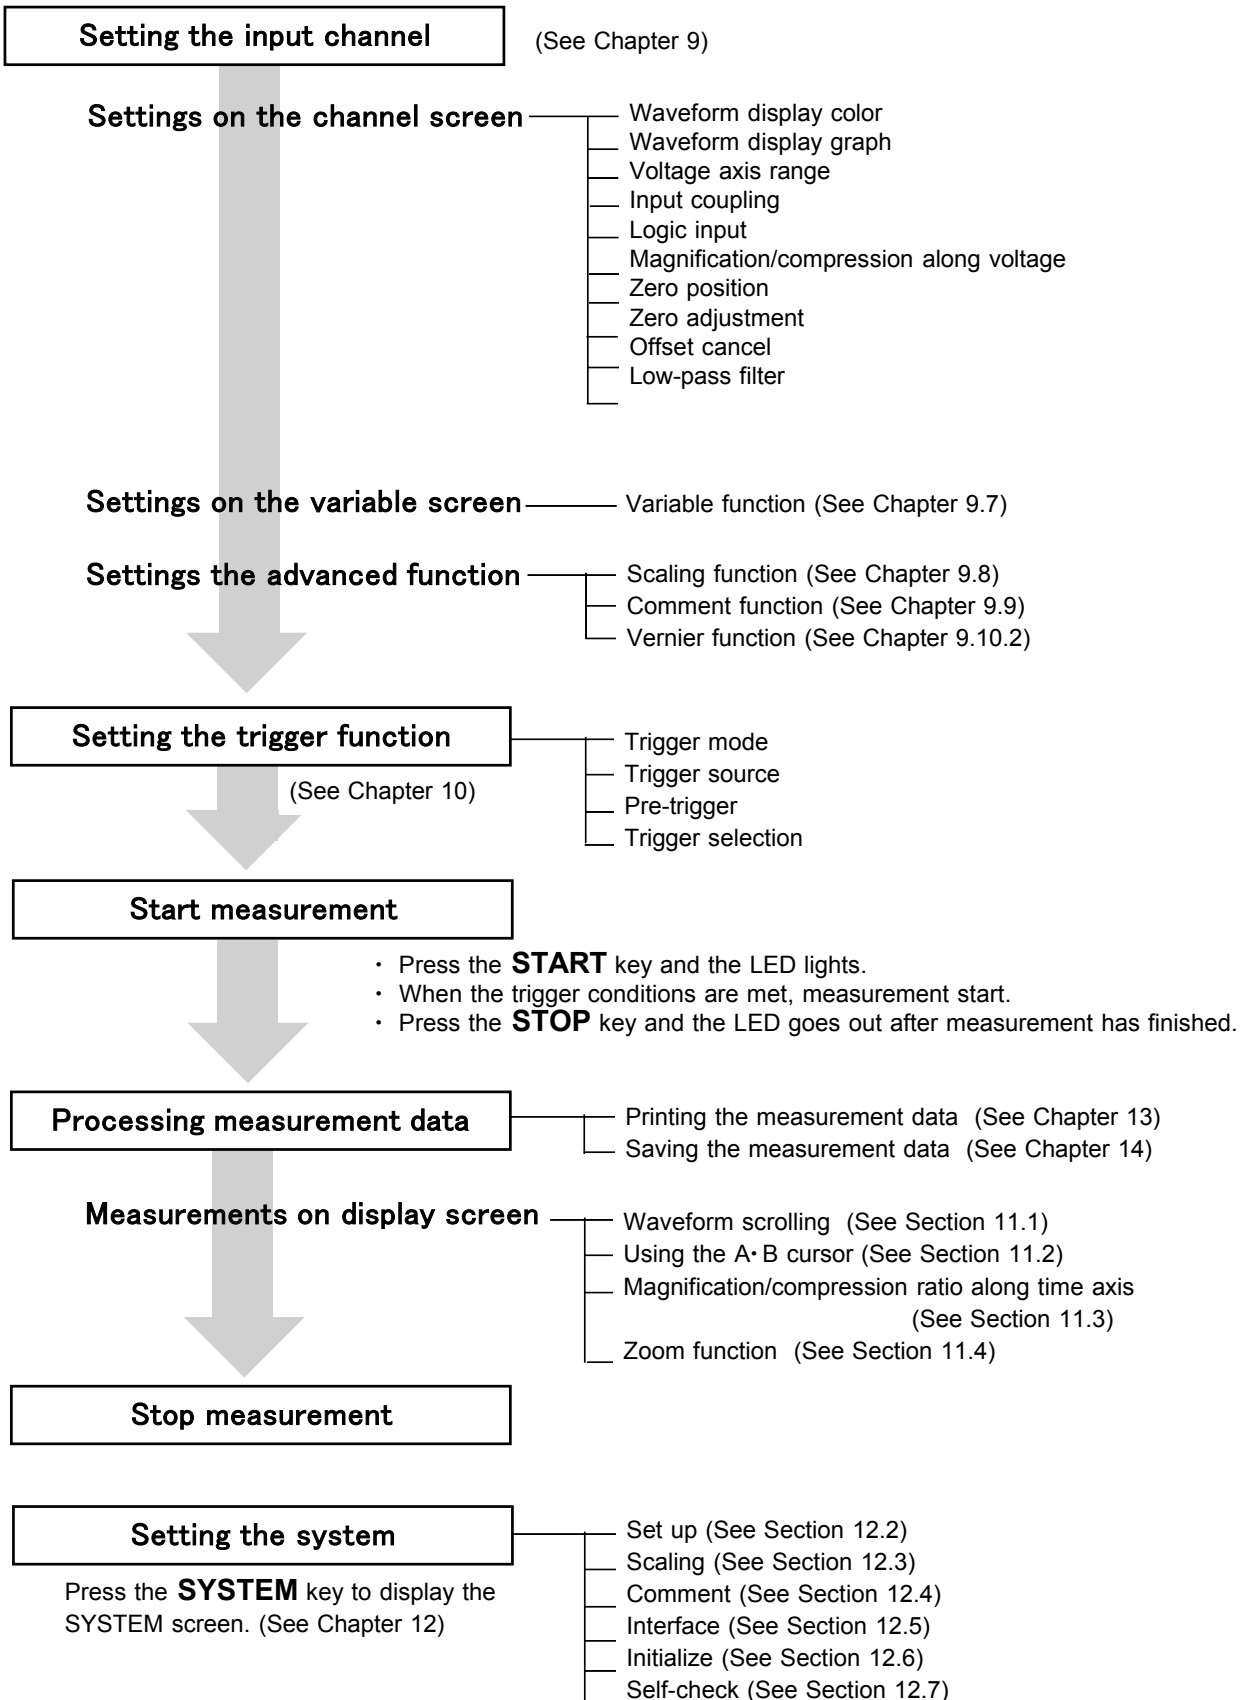 Setting the input channel (See Chapter 9)
Settings on the channel screen
Waveform display color
Waveform display graph
Voltage axis range
Input coupling
Logic input
Magnification/compression along voltage
Zero position
Zero adjustment
Offset cancel
Low-pass filter
Settings on the variable screen
Variable function (See Chapter 9.7)
Settings the advanced function
Scaling function (See Chapter 9.8)
Comment function (See Chapter 9.9)
Vernier function (See Chapter 9.10.2)
Setting the trigger function
(See Chapter 10)
Trigger mode
Trigger source
Pre-trigger
Trigger selection
Start measurement
・ Press the START key and the LED lights.
・ When the trigger conditions are met, measurement start.
・ Press the STOP key and the LED goes out after measurement has finished.
Processing measurement data
Printing the measurement data (See Chapter 13)
Saving the measurement data (See Chapter 14)
Measurements on display screen
Waveform scrolling (See Section 11.1)
Using the A・B cursor (See Section 11.2)
Magnification/compression ratio along time axis
(See Section 11.3)
Zoom function (See Section 11.4)
Stop measurement
Setting the system
Press the SYSTEM key to display the
SYSTEM screen. (See Chapter 12)
Set up (See Section 12.2)
Scaling (See Section 12.3)
Comment (See Section 12.4)
Interface (See Section 12.5)
Initialize (See Section 12.6)
Self-check (See Section 12.7)